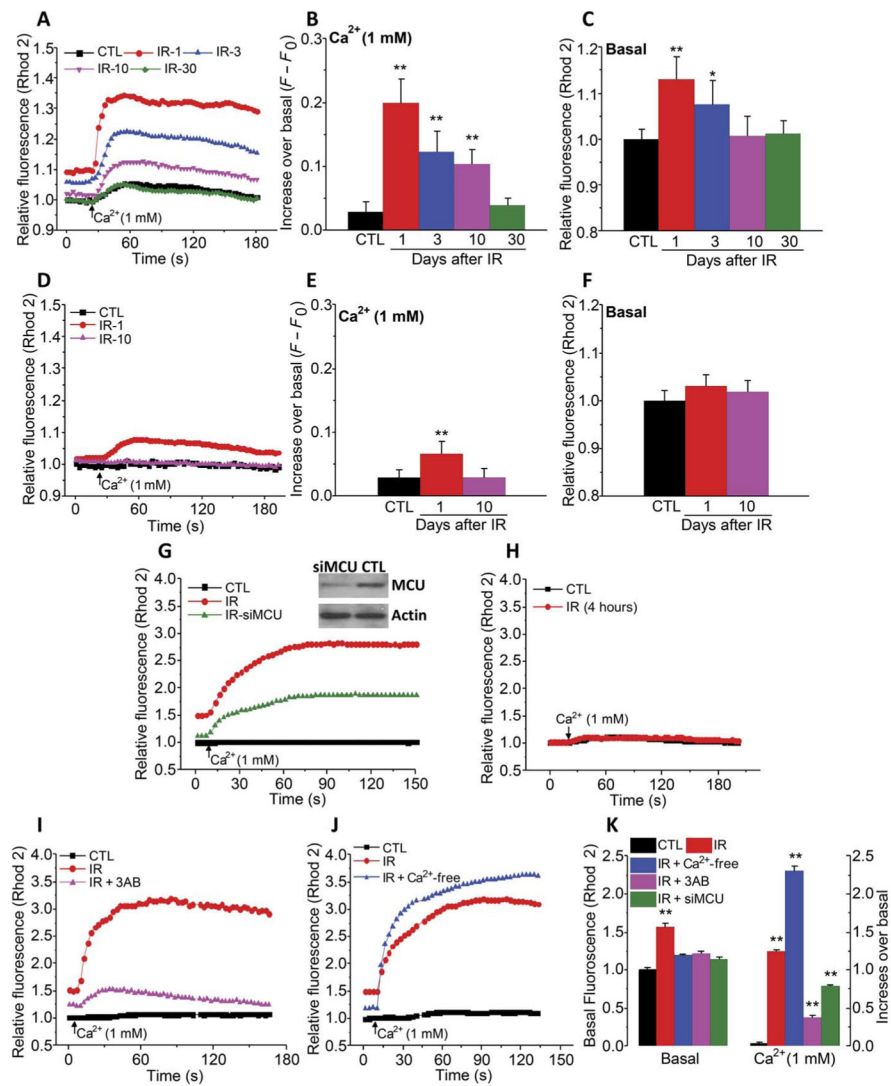 A
CTL IR-1 IR-3
IR-10 IR-30
Relative fluorescence (Rhod 2)
1.5
1.4
1.3
1.2
1.1
1.0
0.9
Ca²⁺(1 mM)
0 60 120 180
Time (s)
B
Ca²⁺ (1 mM)
Increase over basal (F – F₀)
0.3
0.2
0.1
0.0
** ** **
CTL 1 3 10 30
Days after IR
C
Basal
Relative fluorescence (Rhod 2)
1.2
1.1
1.0
0.9
0.8
** *
CTL 1 3 10 30
Days after IR
D
CTL
IR-1
IR-10
Relative fluorescence (Rhod 2)
1.5
1.4
1.3
1.2
1.1
1.0
0.9
Ca²⁺ (1 mM)
0 60 120 180
Time (s)
E
Ca²⁺ (1 mM)
Increase over basal (F – F₀)
0.3
0.2
0.1
0.0
**
CTL 1 10
Days after IR
F
Basal
Relative fluorescence (Rhod 2)
1.2
1.1
1.0
0.9
0.8
CTL 1 10
Days after IR
G
siMCU CTL
MCU
Actin
CTL
IR
IR-siMCU
Relative fluorescence (Rhod 2)
4.0
3.5
3.0
2.5
2.0
1.5
1.0
0.5
Ca²⁺ (1 mM)
0 30 60 90 120 150
Time (s)
H
CTL
IR (4 hours)
Relative fluorescence (Rhod 2)
4.0
3.5
3.0
2.5
2.0
1.5
1.0
0.5
Ca²⁺ (1 mM)
0 40 80 120 160 200
Time (s)
I
CTL
IR
IR + 3AB
Relative fluorescence (Rhod 2)
4.0
3.5
3.0
2.5
2.0
1.5
1.0
0.5
Ca²⁺ (1 mM)
0 60 120 180
Time (s)
J
CTL
IR
IR + Ca²⁺-free
Relative fluorescence (Rhod 2)
4.0
3.5
3.0
2.5
2.0
1.5
1.0
0.5
Ca²⁺ (1 mM)
0 30 60 90 120 150
Time (s)
K
CTL IR
IR + Ca²⁺-free
IR + 3AB
IR + siMCU
Basal Fluoroscence (Rhod 2)
2.5
2.0
1.5
1.0
0.5
0.0
** ** ** ** **
Basal Ca²⁺(1 mM)
2.5
2.0
1.5
1.0
0.5
0.0
Increses over basal